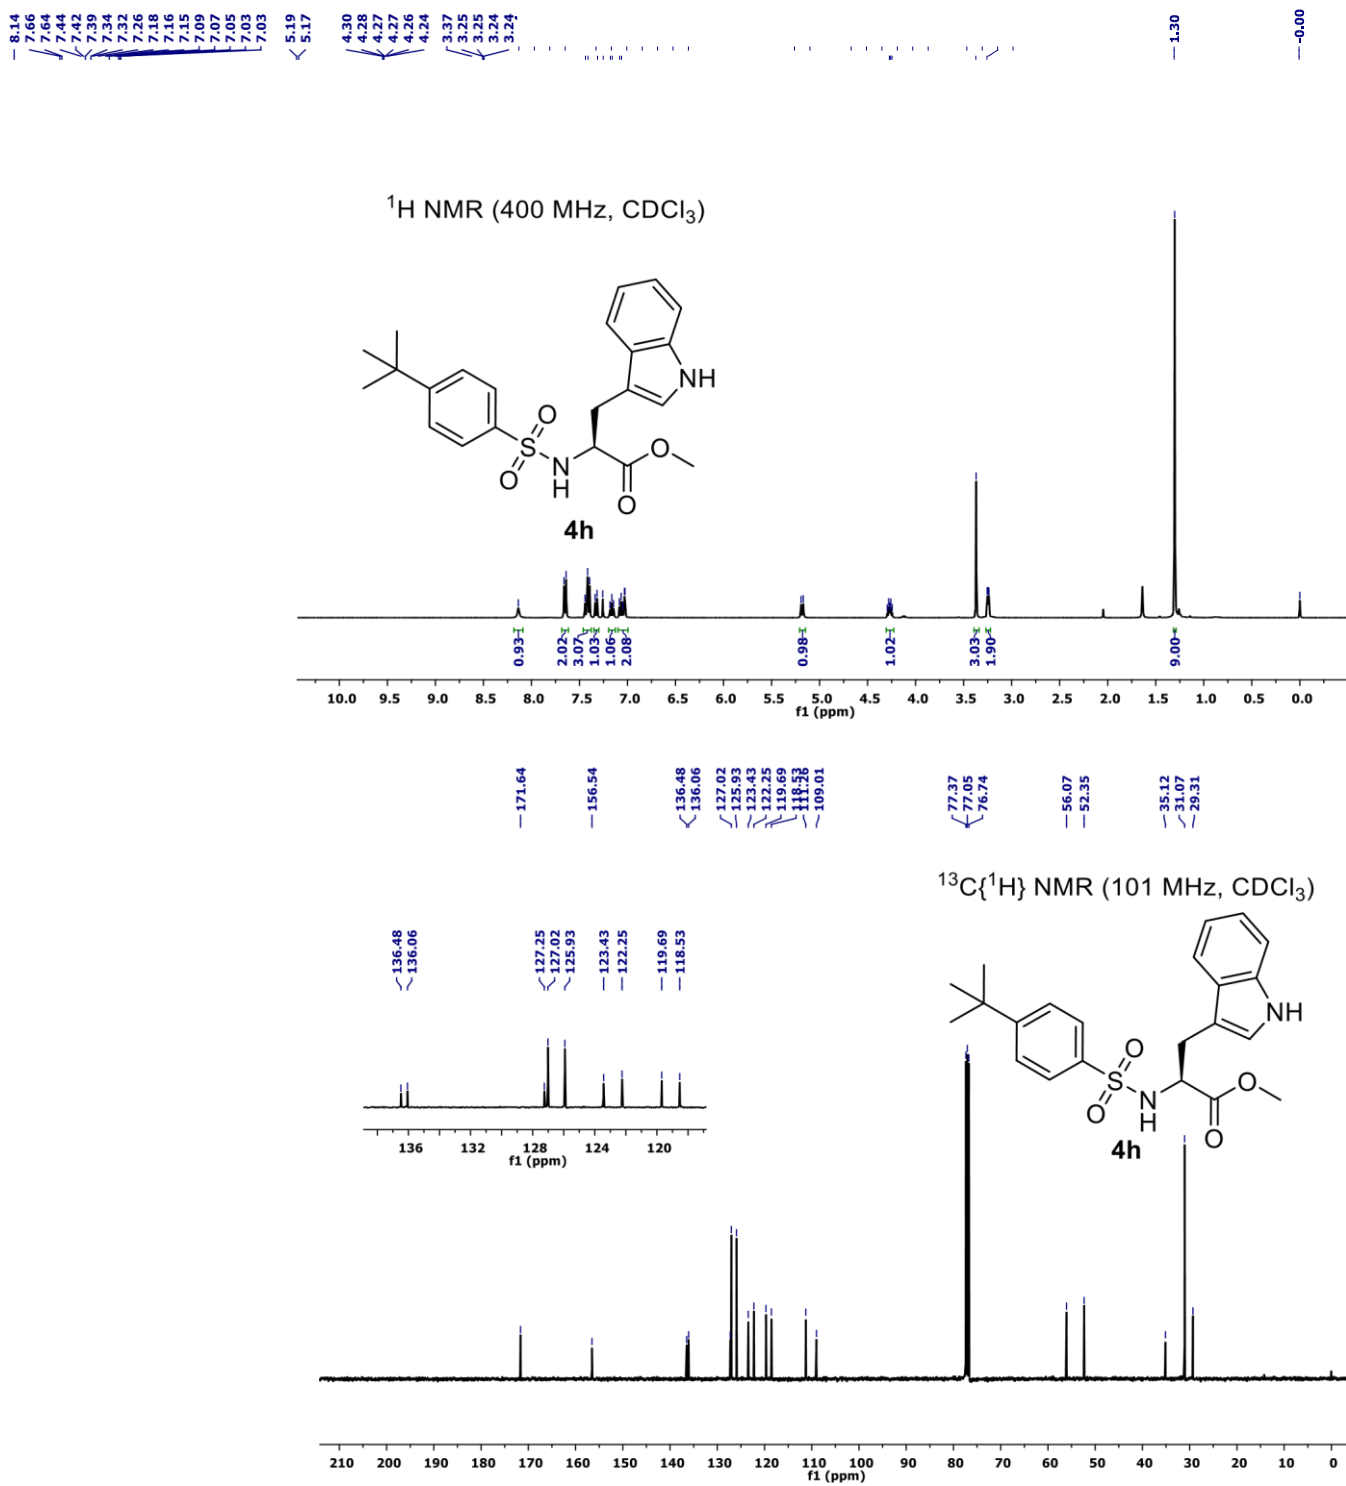 8.14
7.66
7.64
7.44
7.42
7.39
7.34
7.32
7.26
7.18
7.16
7.15
7.09
7.07
7.05
7.03
7.03
5.19
5.17
4.30
4.28
4.27
4.27
4.26
4.24
3.37
3.25
3.25
3.24
3.24
1.30
-0.00
¹H NMR (400 MHz, CDCl₃)
NH
O
S
O
N
H
O
O
4h
0.93
2.02
3.07
1.03
1.06
2.08
0.98
1.02
3.03
1.90
9.00
10.0 9.5 9.0 8.5 8.0 7.5 7.0 6.5 6.0 5.5 5.0 4.5 4.0 3.5 3.0 2.5 2.0 1.5 1.0 0.5 0.0
f1 (ppm)
171.64
156.54
136.48
136.06
127.02
125.93
123.43
122.25
119.69
118.53
111.26
109.01
77.37
77.05
76.74
56.07
52.35
35.12
31.07
29.31
¹³C{¹H} NMR (101 MHz, CDCl₃)
136.48
136.06
127.25
127.02
125.93
123.43
122.25
119.69
118.53
136 132 128 124 120
f1 (ppm)
NH
O
S
O
N
H
O
O
4h
210 200 190 180 170 160 150 140 130 120 110 100 90 80 70 60 50 40 30 20 10 0
f1 (ppm)